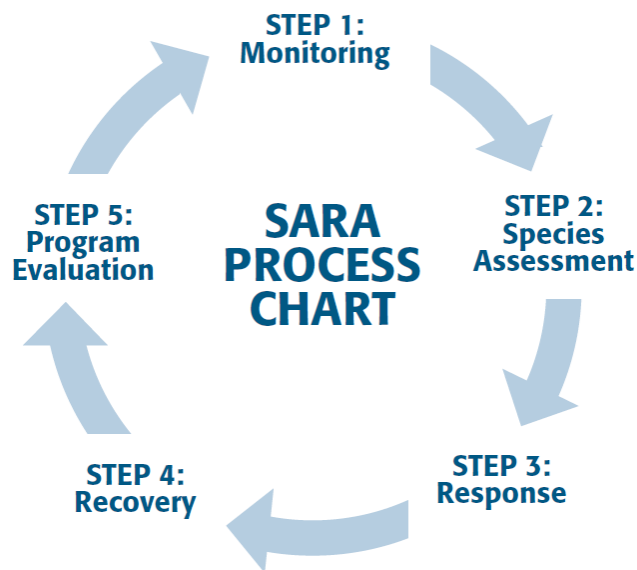 STEP 1:
Monitoring
STEP 2:
Species
Assessment
STEP 3:
Response
STEP 4:
Recovery
STEP 5:
Program
Evaluation
SARA
PROCESS
CHART